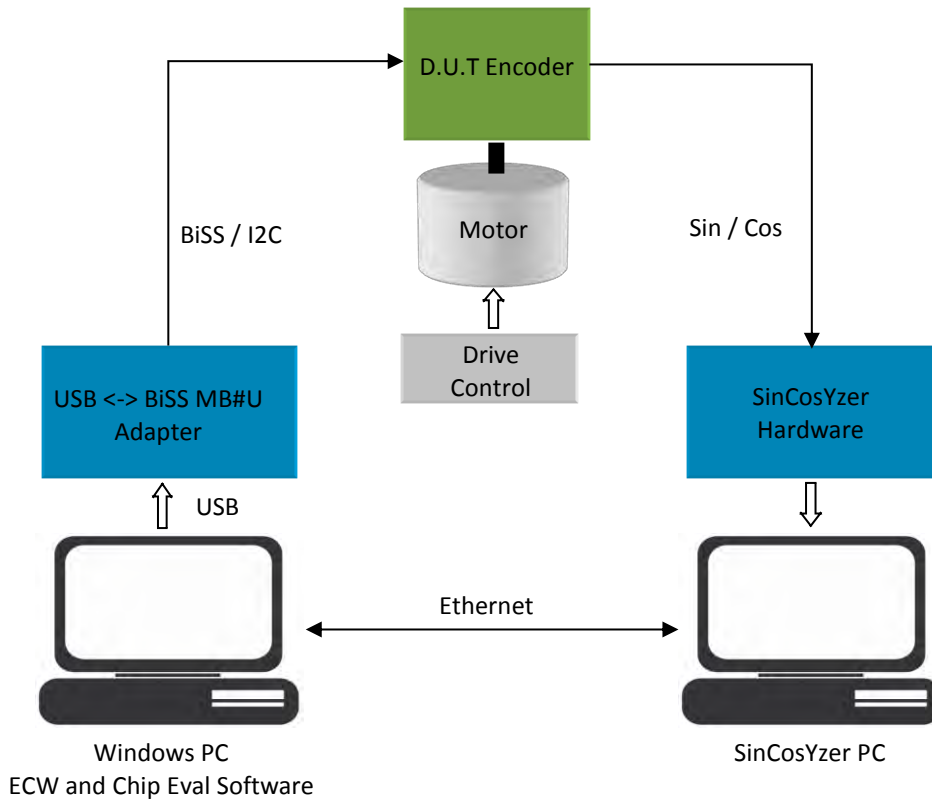 D.U.T Encoder
BiSS / I2C
Motor
Sin / Cos
Drive
Control
USB <-> BiSS MB#U
Adapter
SinCosYzer
Hardware
USB
Ethernet
Windows PC
ECW and Chip Eval Software
SinCosYzer PC